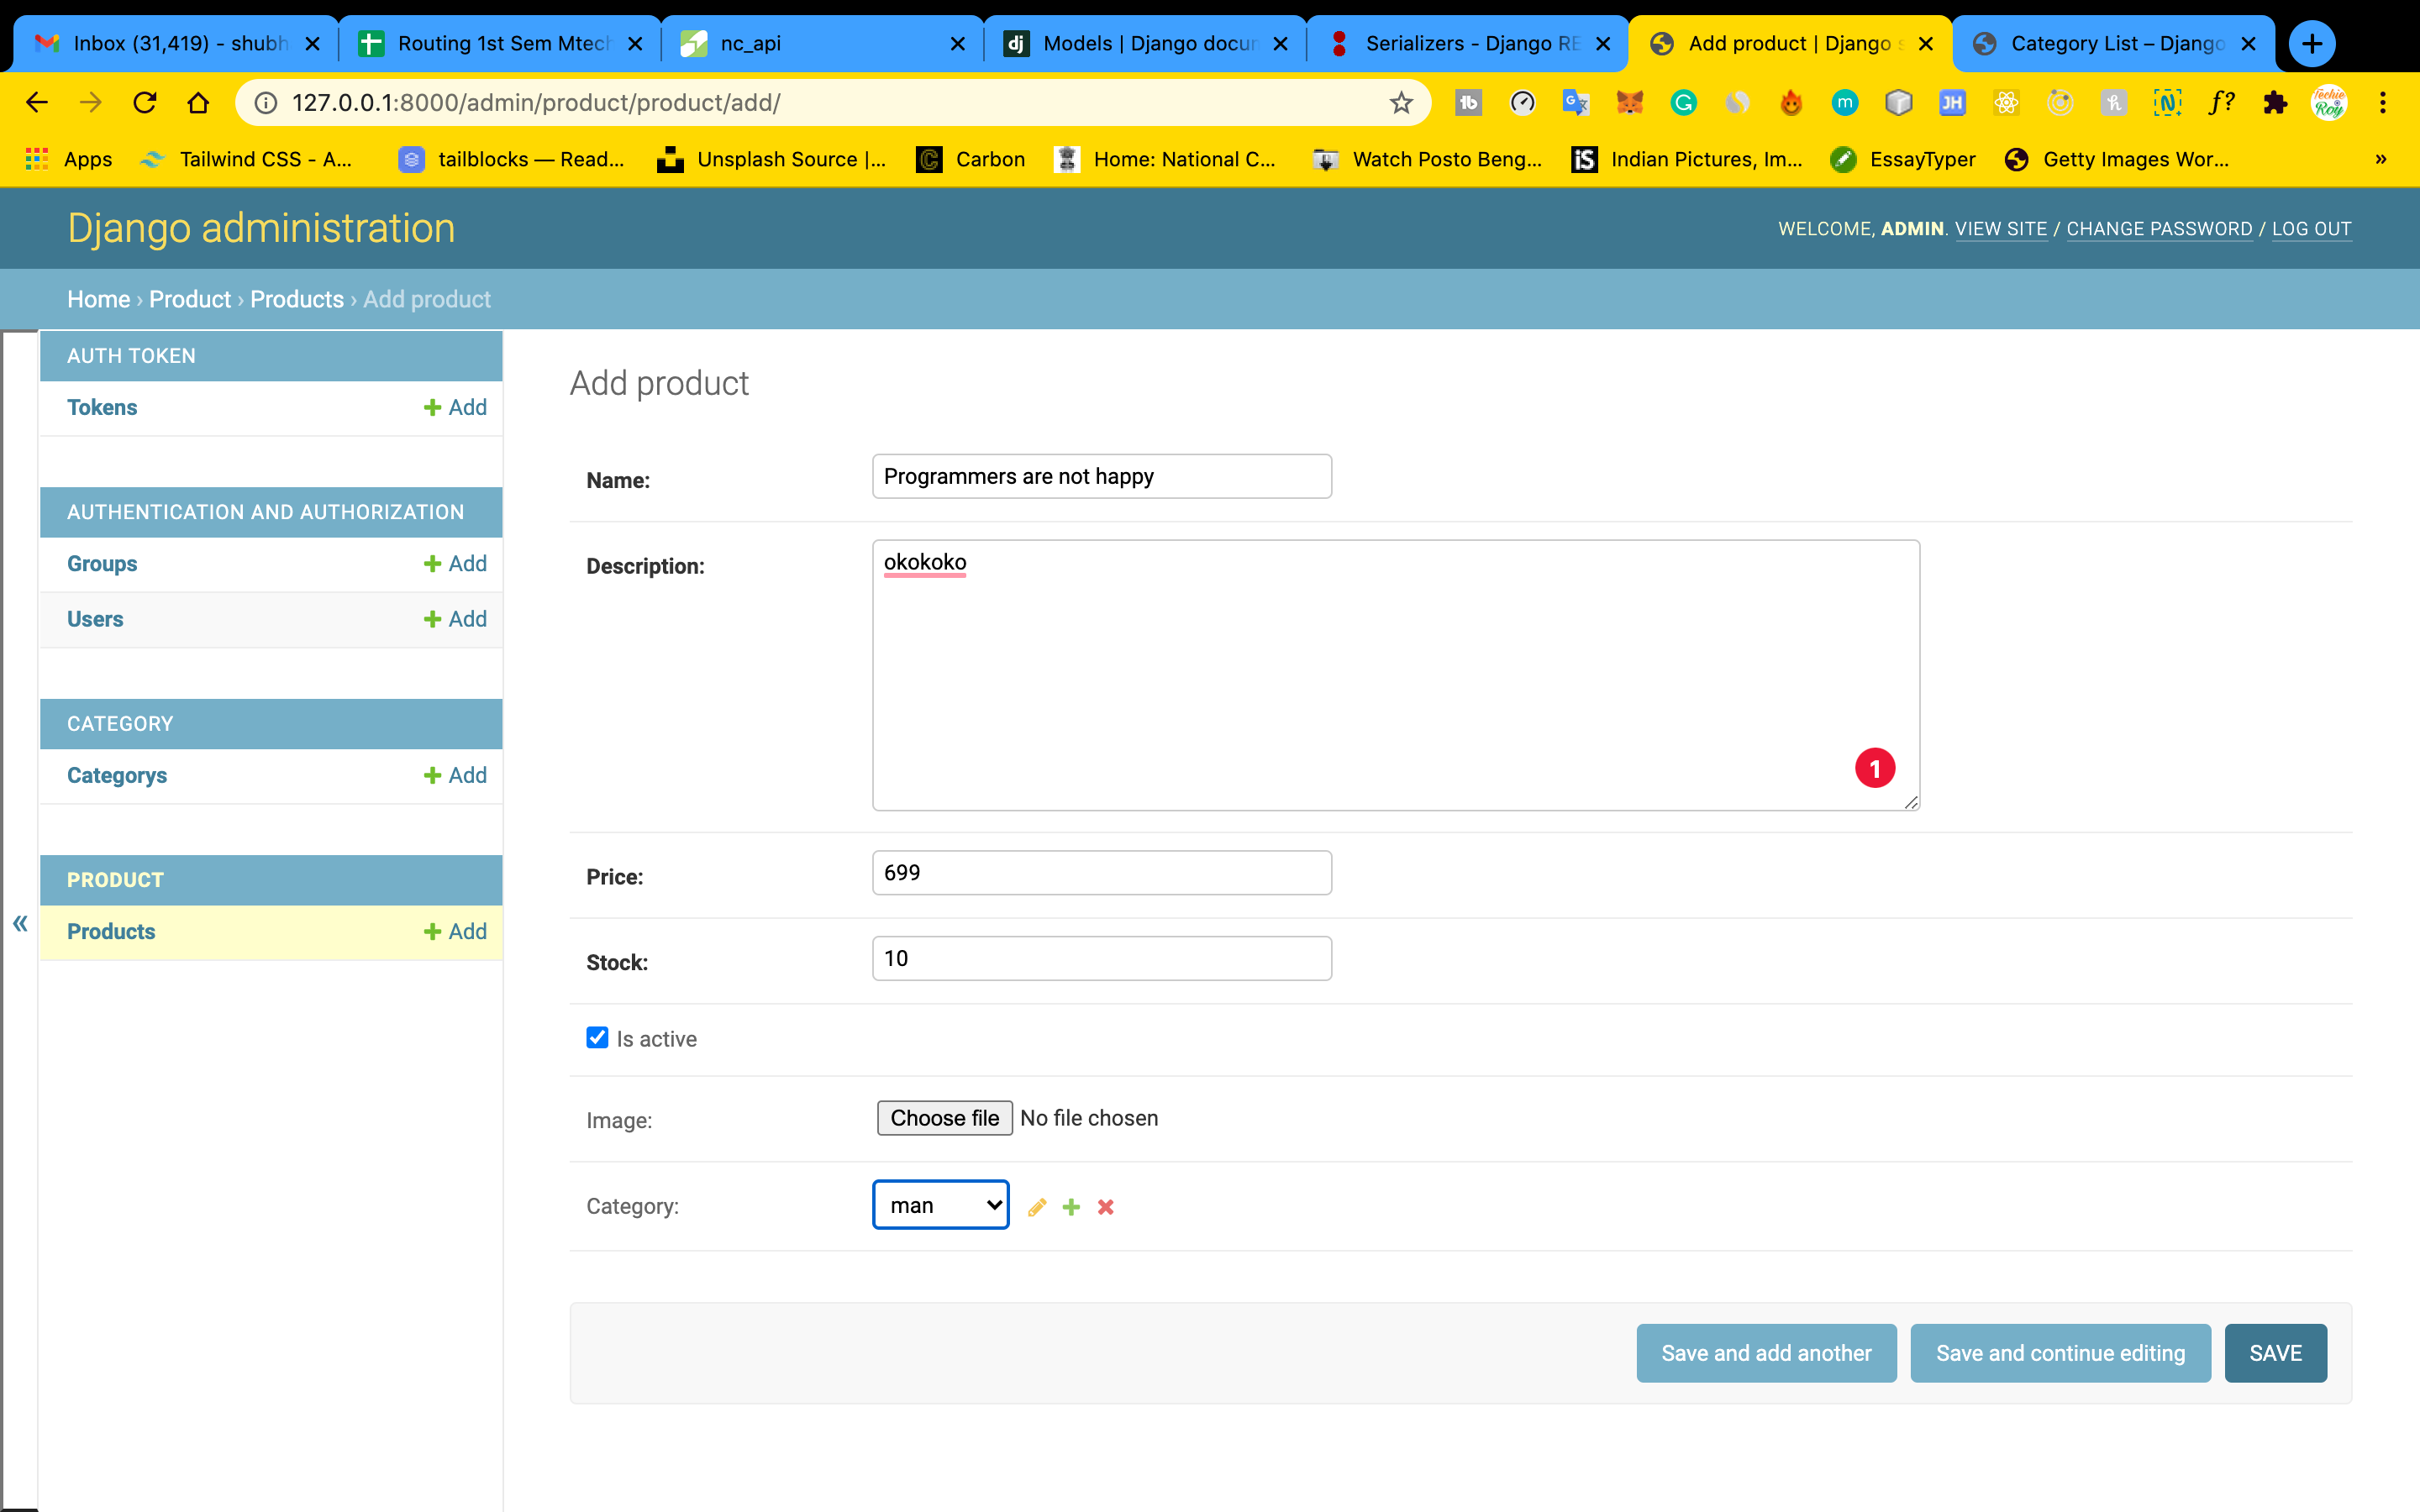 Inbox (31,419) - shubh
Routing 1st Sem Mtech
nc_api
Models | Django docum
Serializers - Django RE
Add product | Django s
Category List – Django
127.0.0.1:8000/admin/product/product/add/
Apps
Tailwind CSS - A...
tailblocks — Read...
Unsplash Source |...
Carbon
Home: National C...
Watch Posto Beng...
Indian Pictures, Im...
EssayTyper
Getty Images Wor...
»
Django administration
WELCOME, ADMIN. VIEW SITE / CHANGE PASSWORD / LOG OUT
Home › Product › Products › Add product
AUTH TOKEN
Tokens
Add
AUTHENTICATION AND AUTHORIZATION
Groups
Add
Users
Add
CATEGORY
Categorys
Add
PRODUCT
Products
Add
«
Add product
Name:
Programmers are not happy
Description:
okokoko
1
Price:
699
Stock:
10
Is active
Image:
Choose file No file chosen
Category:
man
Save and add another
Save and continue editing
SAVE